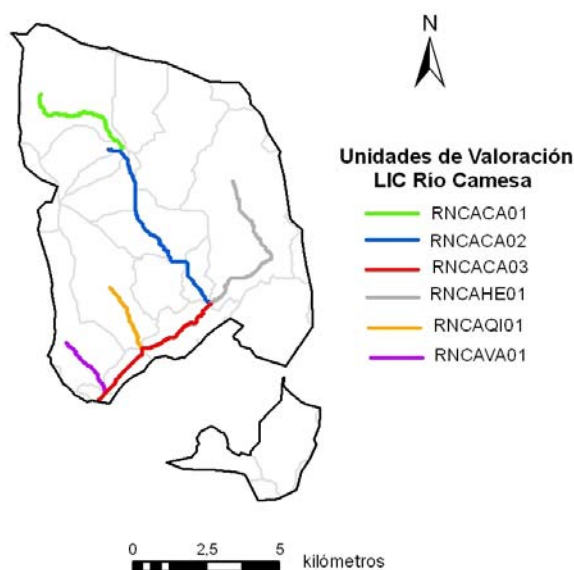 N
Unidades de Valoración
LIC Río Camesa
RNCACA01
RNCACA02
RNCACA03
RNCAHE01
RNCAQI01
RNCAVA01
0 2,5 5 kilómetros